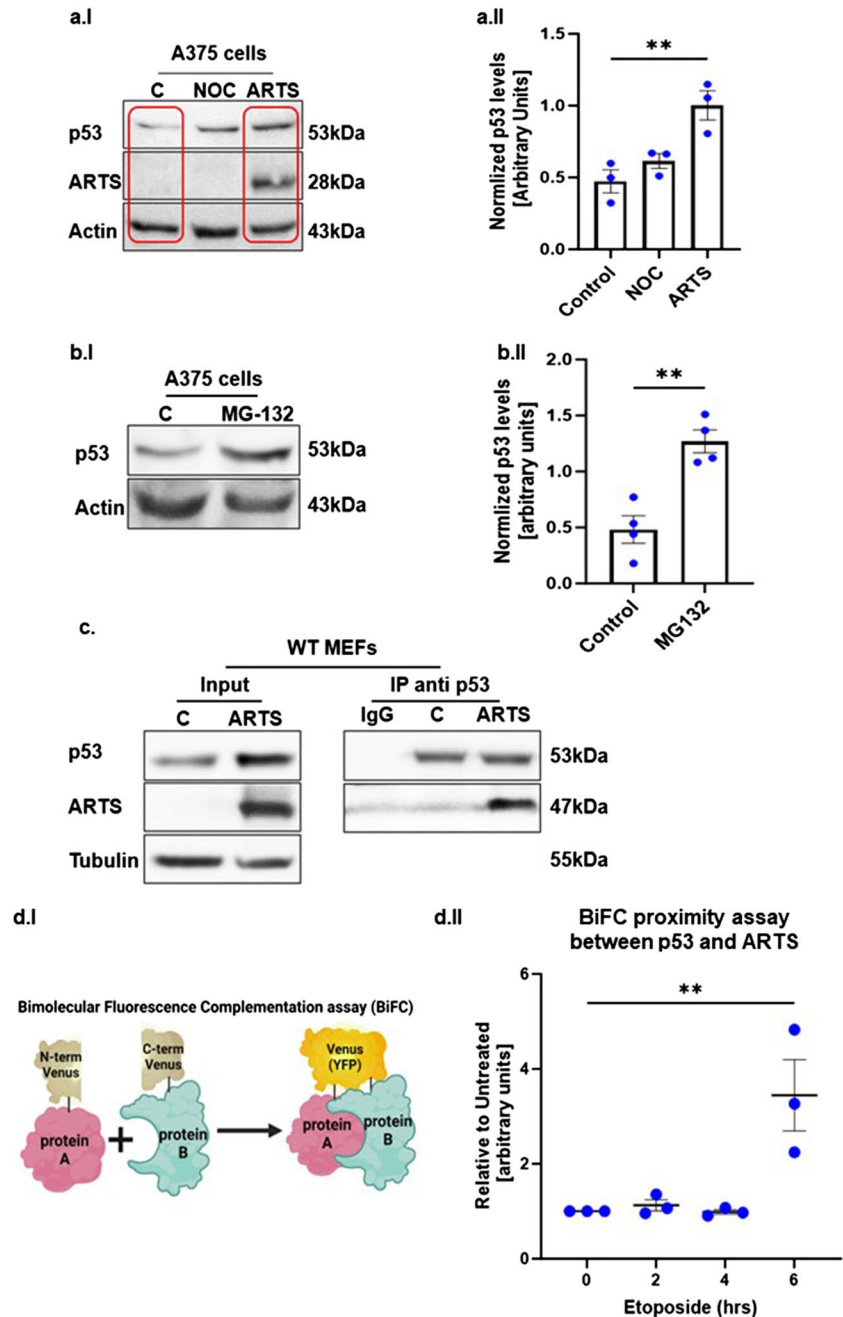 a.I
A375 cells
C NOC ARTS
p53 53kDa
ARTS 28kDa
Actin 43kDa
a.II
Normlized p53 levels
[Arbitrary Units]
1.5
1.0
0.5
0.0
**
Control NOC ARTS
b.I
A375 cells
C MG-132
p53 53kDa
Actin 43kDa
b.II
Normlized p53 levels
[arbitrary units]
2.0
1.5
1.0
0.5
0.0
**
Control MG132
c.
WT MEFs
Input IP anti p53
C ARTS IgG C ARTS
p53 53kDa
ARTS 47kDa
Tubulin 55kDa
d.I
Bimolecular Fluorescence Complementation assay (BiFC)
N-term
Venus
C-term
Venus
Venus
(YFP)
protein
A
+
protein
B
protein
A
protein
B
d.II
BiFC proximity assay
between p53 and ARTS
Relative to Untreated
[arbitrary units]
6
4
2
0
**
0 2 4 6
Etoposide (hrs)